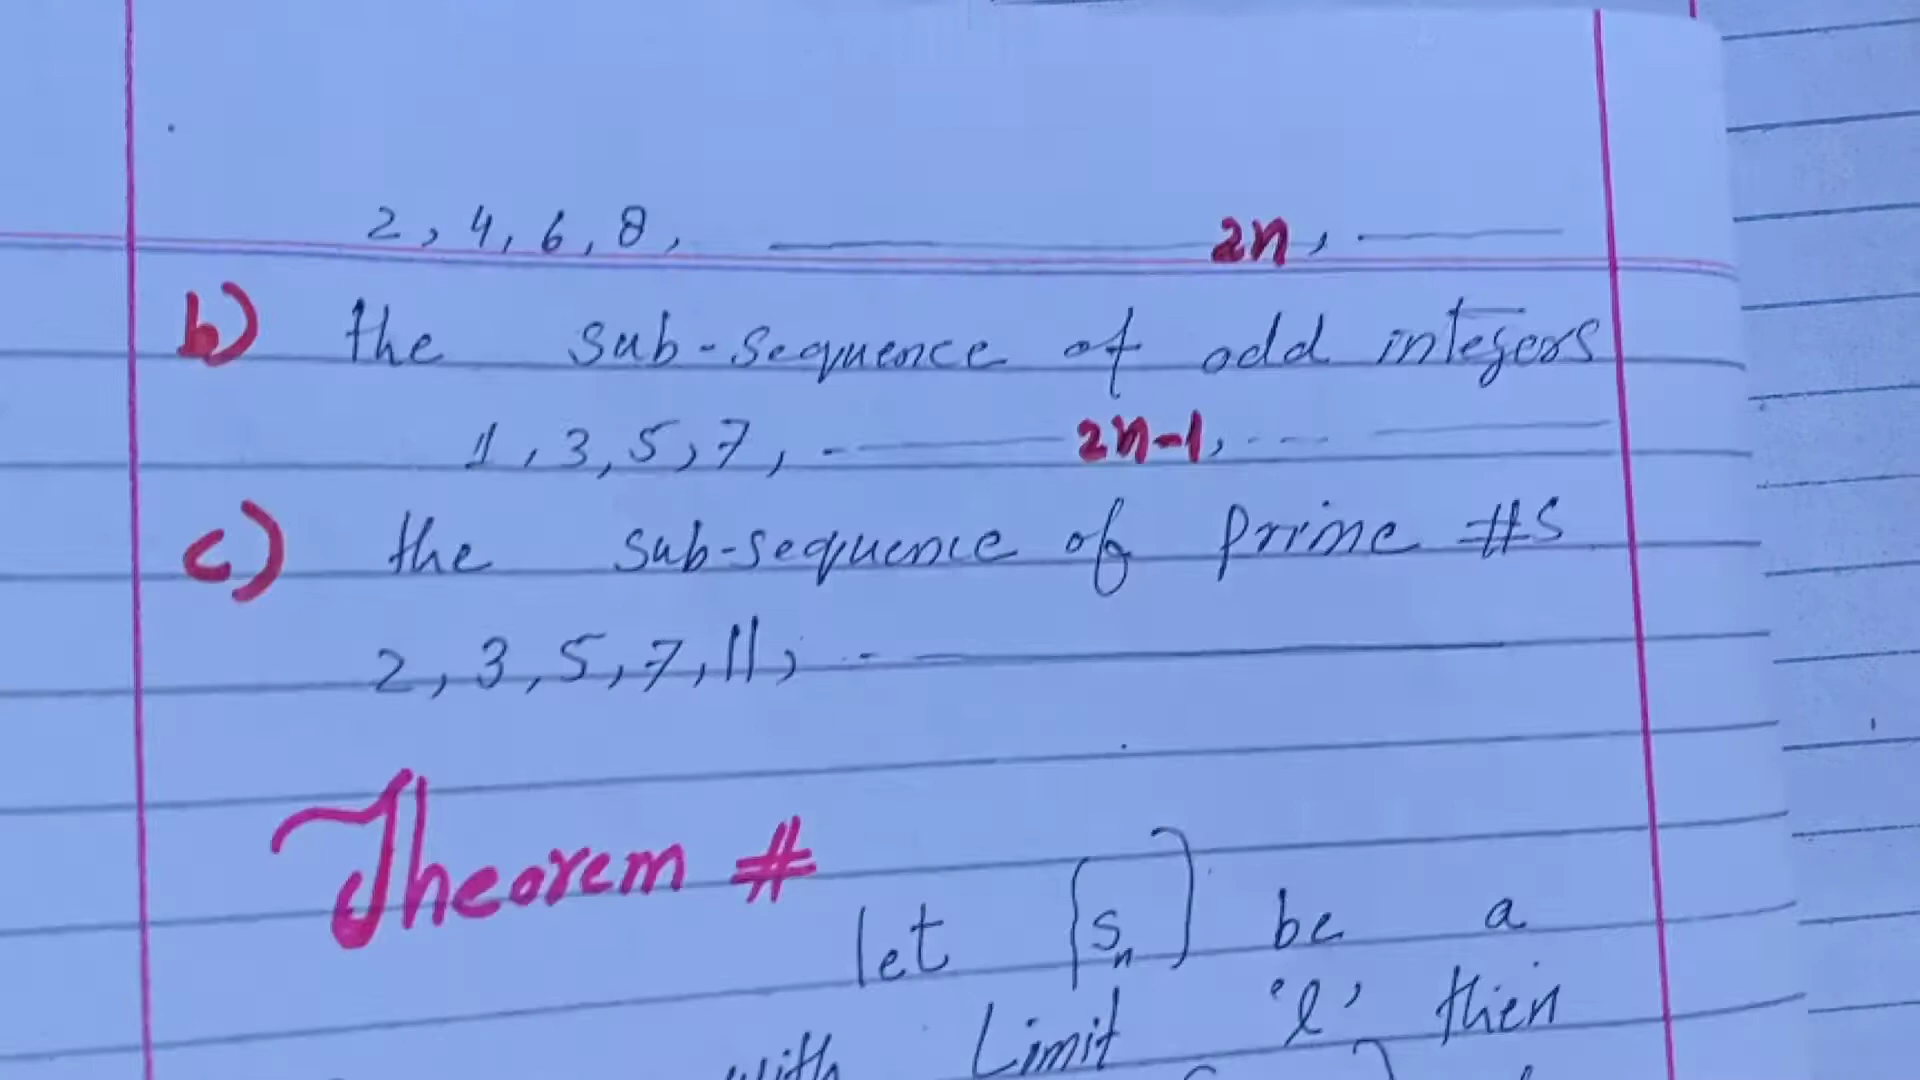 2, 4, 6, 8, 2n,
b) the sub-sequence of odd integers
1, 3, 5, 7, 2n-1,
c) the sub-sequence of Prime #s
2, 3, 5, 7, 11,
Theorem #
let {Sn} be a
with Limit 'l' then